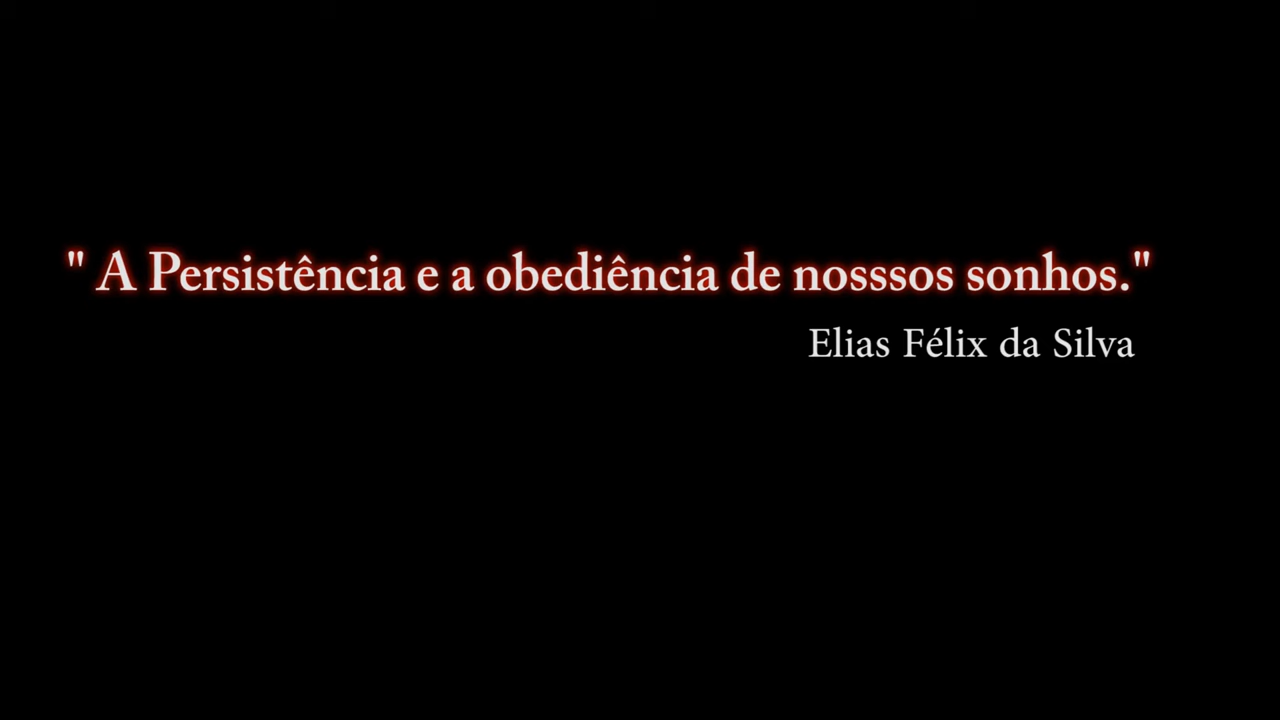 " A Persistência e a obediência de nosssos sonhos."
Elias Félix da Silva